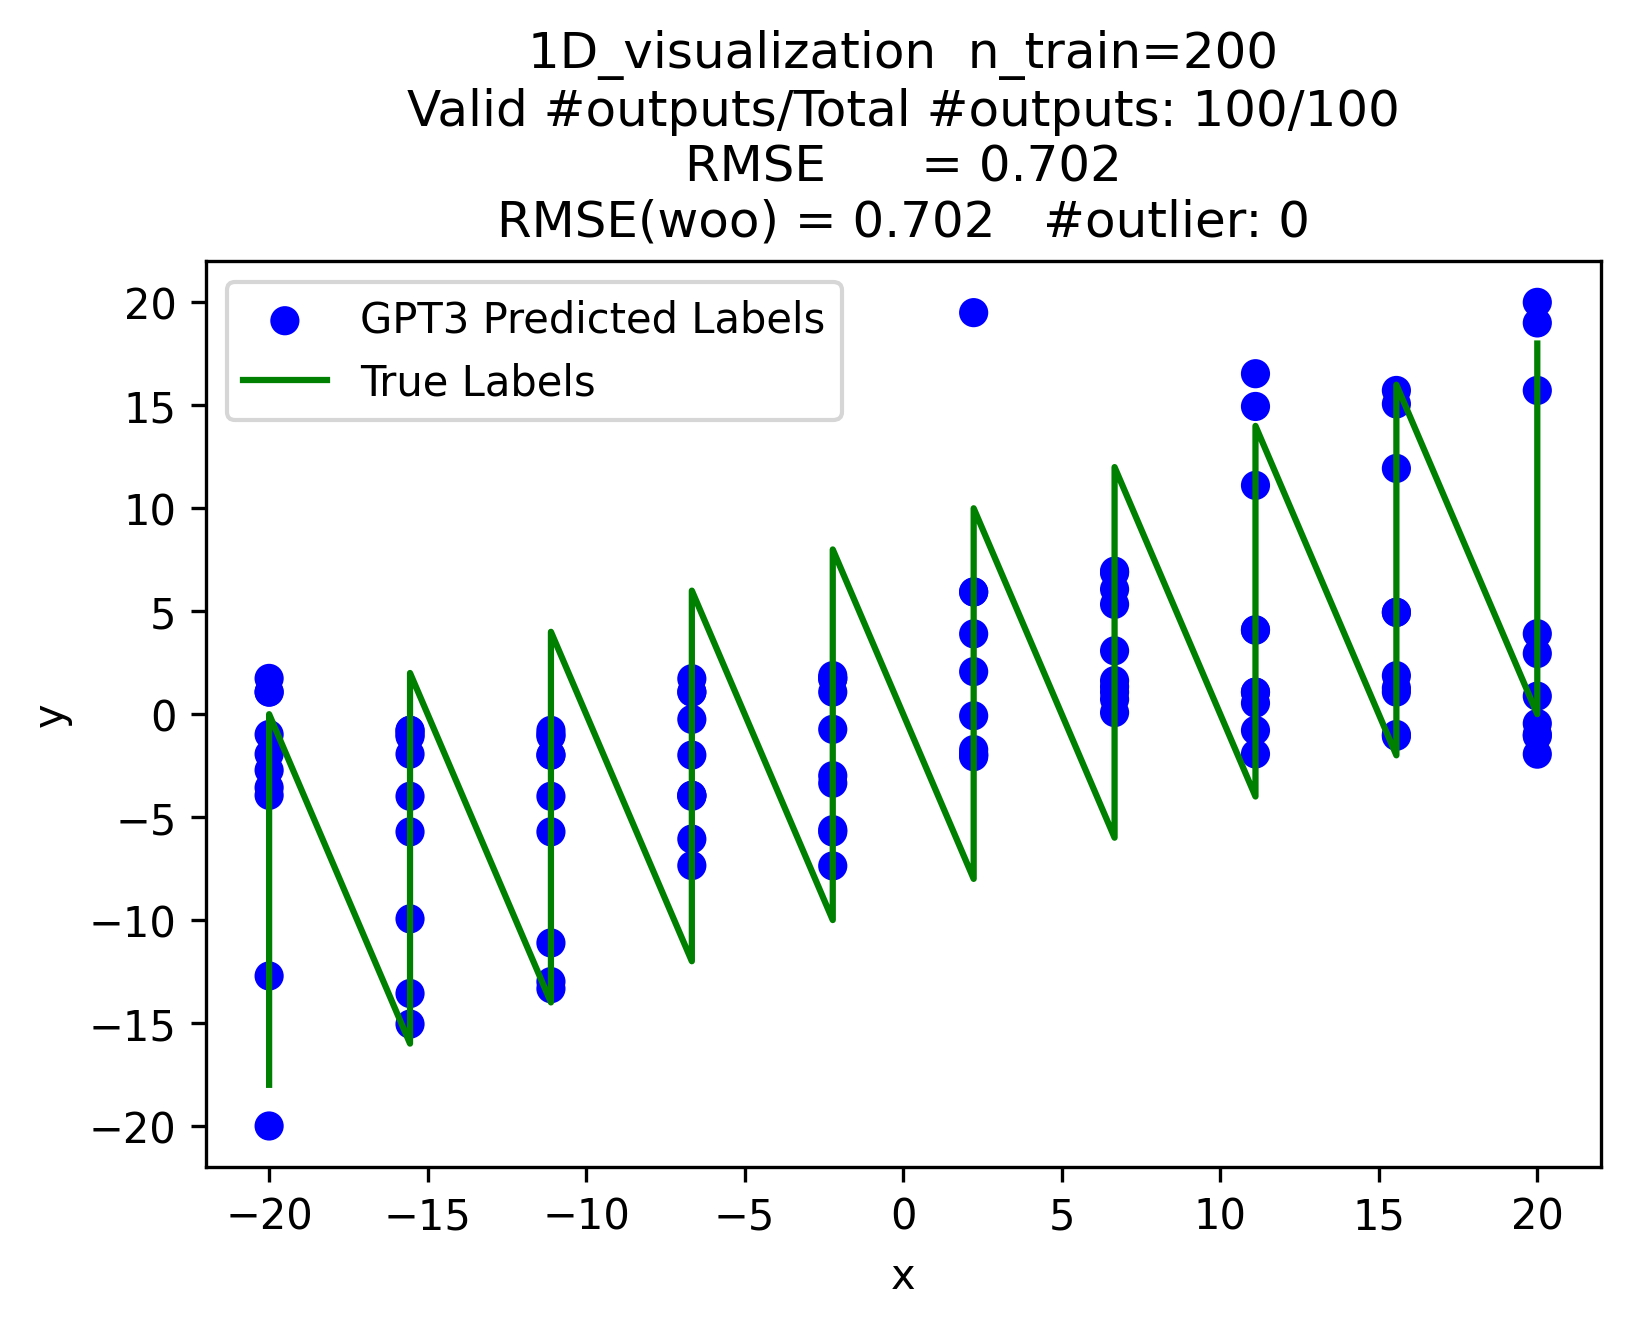 1D_visualization  n_train=200
Valid #outputs/Total #outputs: 100/100
RMSE      = 0.702
RMSE(woo) = 0.702   #outlier: 0
GPT3 Predicted Labels
True Labels
20
15
10
5
0
−5
−10
−15
−20
y
−20 −15 −10 −5 0 5 10 15 20
x